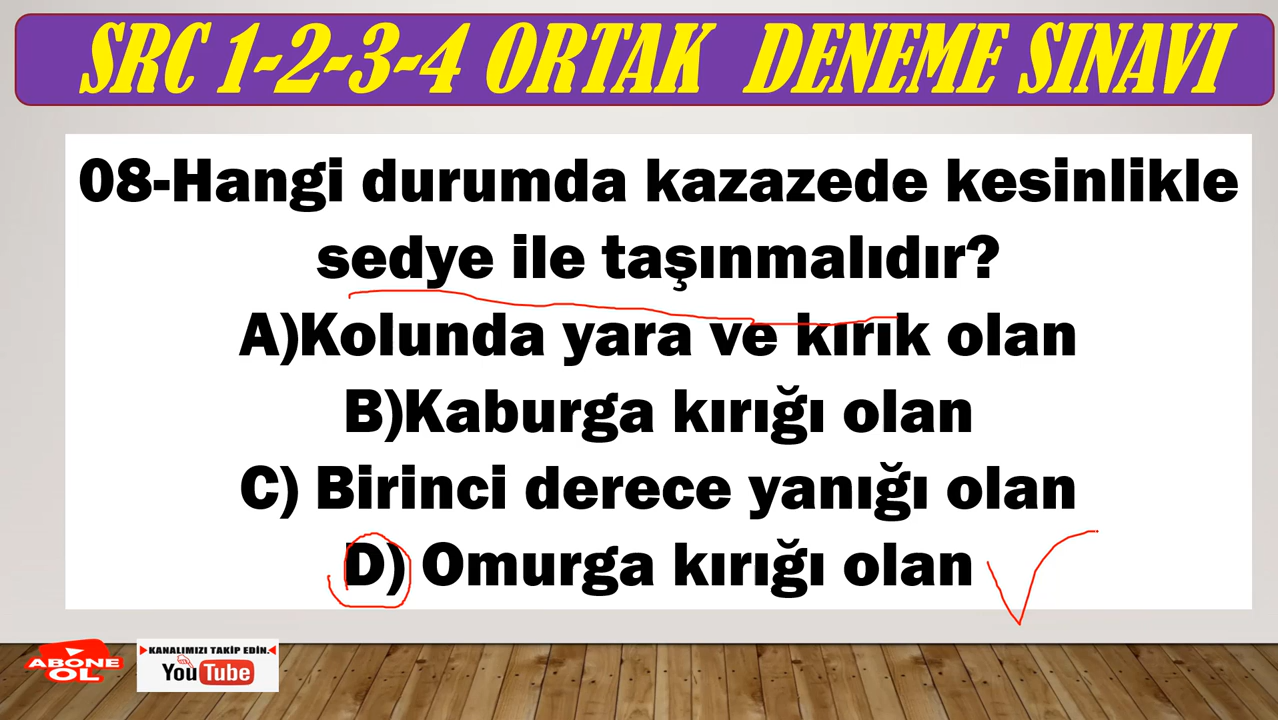 SRC 1-2-3-4 ORTAK DENEME SINAVI
08-Hangi durumda kazazede kesinlikle
sedye ile taşınmalıdır?
A)Kolunda yara ve kırık olan
B)Kaburga kırığı olan
C) Birinci derece yanığı olan
D) Omurga kırığı olan
ABONE
OL
KANALIMIZI TAKİP EDİN.
YouTube